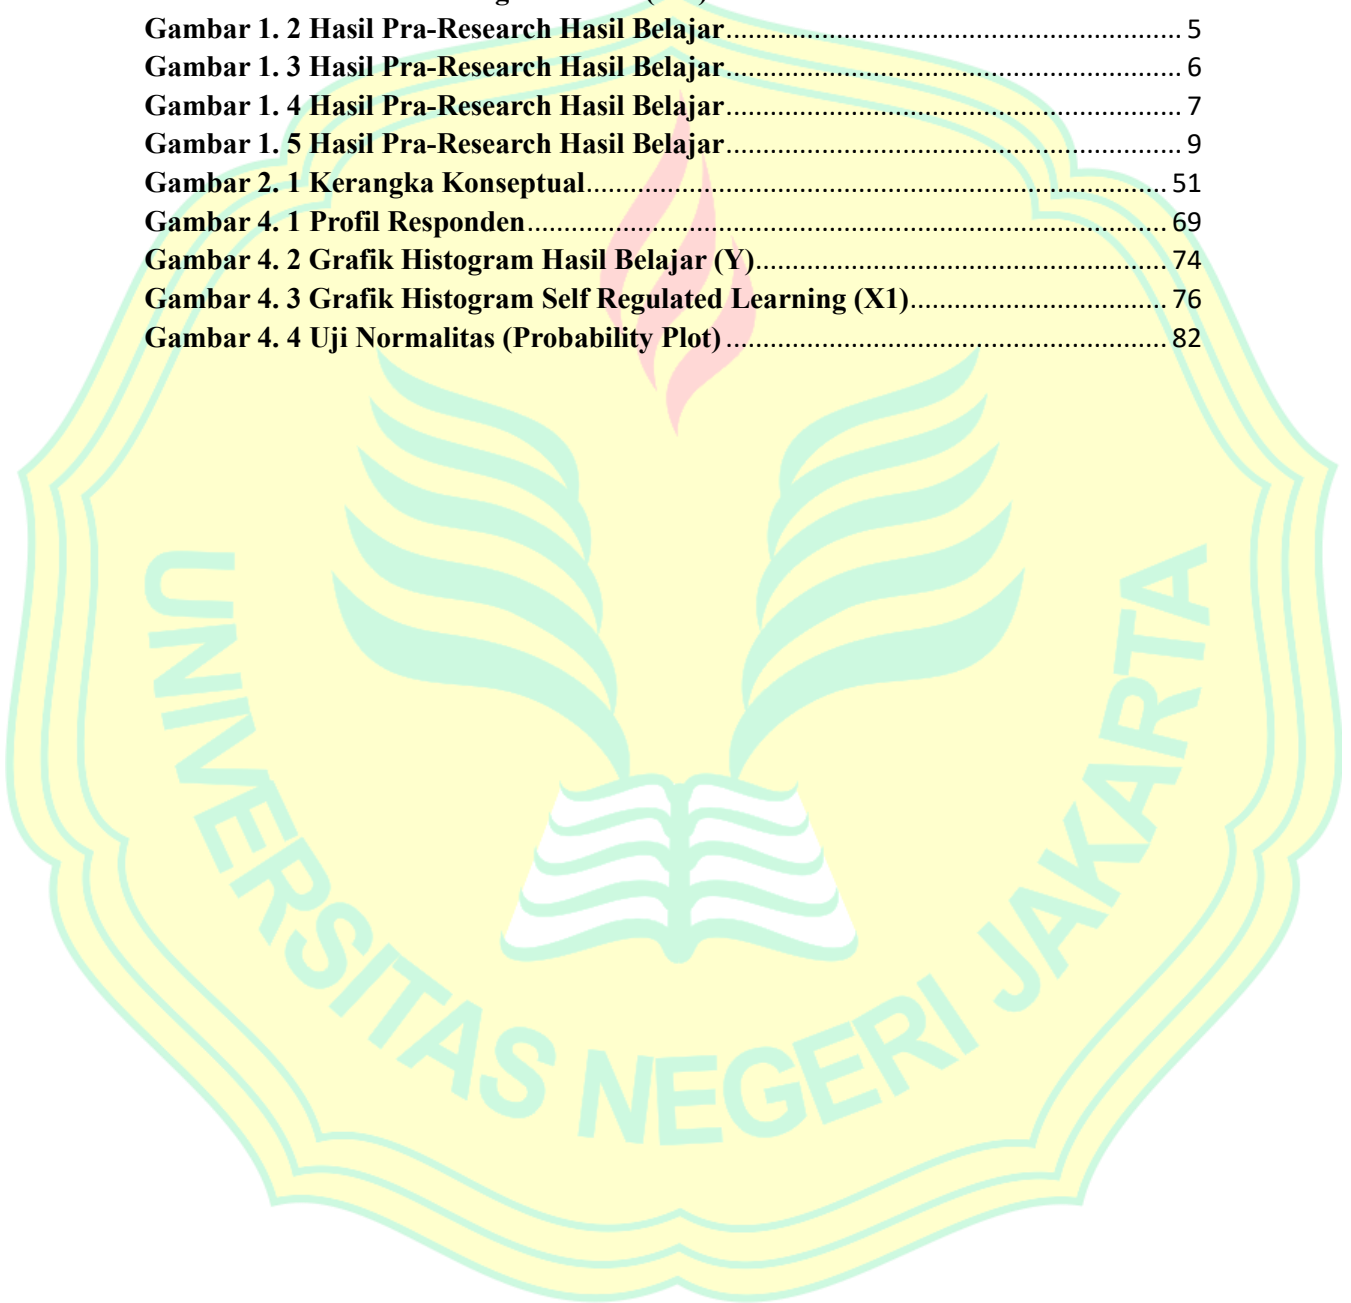 Gambar 1. 2 Hasil Pra-Research Hasil Belajar.............................................................. 5
Gambar 1. 3 Hasil Pra-Research Hasil Belajar.............................................................. 6
Gambar 1. 4 Hasil Pra-Research Hasil Belajar.............................................................. 7
Gambar 1. 5 Hasil Pra-Research Hasil Belajar.............................................................. 9
Gambar 2. 1 Kerangka Konseptual............................................................................... 51
Gambar 4. 1 Profil Responden....................................................................................... 69
Gambar 4. 2 Grafik Histogram Hasil Belajar (Y)........................................................ 74
Gambar 4. 3 Grafik Histogram Self Regulated Learning (X1)................................... 76
Gambar 4. 4 Uji Normalitas (Probability Plot)............................................................ 82
UNIVERSITAS NEGERI JAKARTA